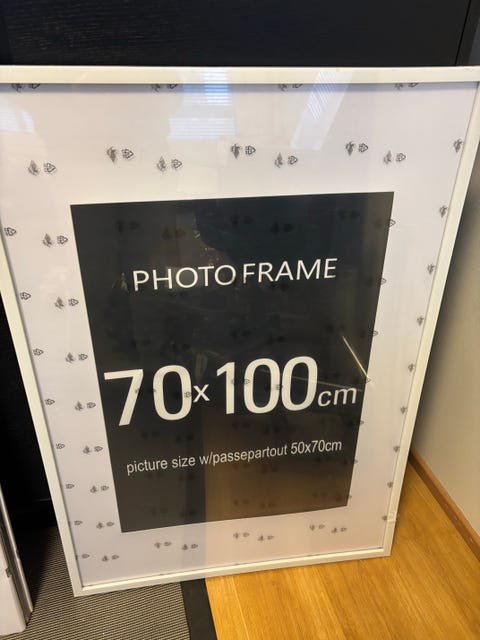 PHOTO FRAME
70x100cm
picture size w/passepartout 50x70cm